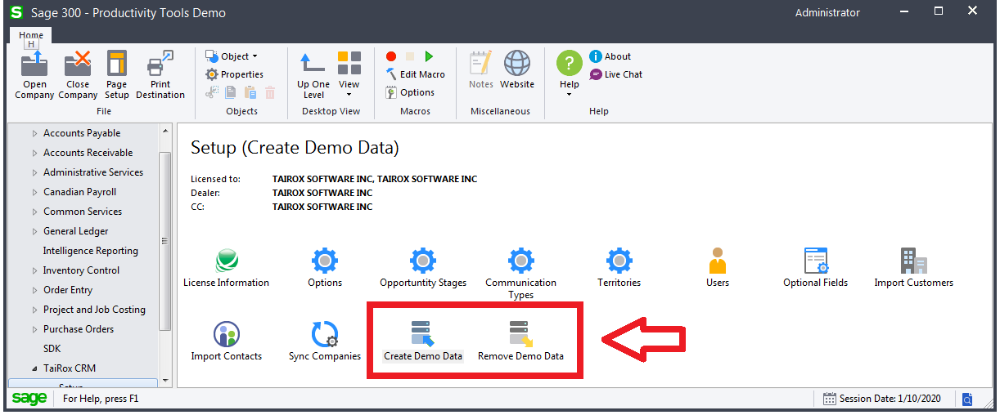 S Sage 300 - Productivity Tools Demo
Administrator
Home
H
Open Company
Close Company
Page Setup
Print Destination
File
Object
Properties
Objects
Up One Level
View
Desktop View
Edit Macro
Options
Macros
Notes
Website
Miscellaneous
?
Help
i About
Live Chat
Help
Accounts Payable
Accounts Receivable
Administrative Services
Canadian Payroll
Common Services
General Ledger
Intelligence Reporting
Inventory Control
Order Entry
Project and Job Costing
Purchase Orders
SDK
TaiRox CRM
Setup
Setup (Create Demo Data)
Licensed to: TAIROX SOFTWARE INC, TAIROX SOFTWARE INC
Dealer: TAIROX SOFTWARE INC
CC: TAIROX SOFTWARE INC
License Information
Options
Opportuntity Stages
Communication Types
Territories
Users
Optional Fields
Import Customers
Import Contacts
Sync Companies
Create Demo Data
Remove Demo Data
sage
For Help, press F1
Session Date: 1/10/2020